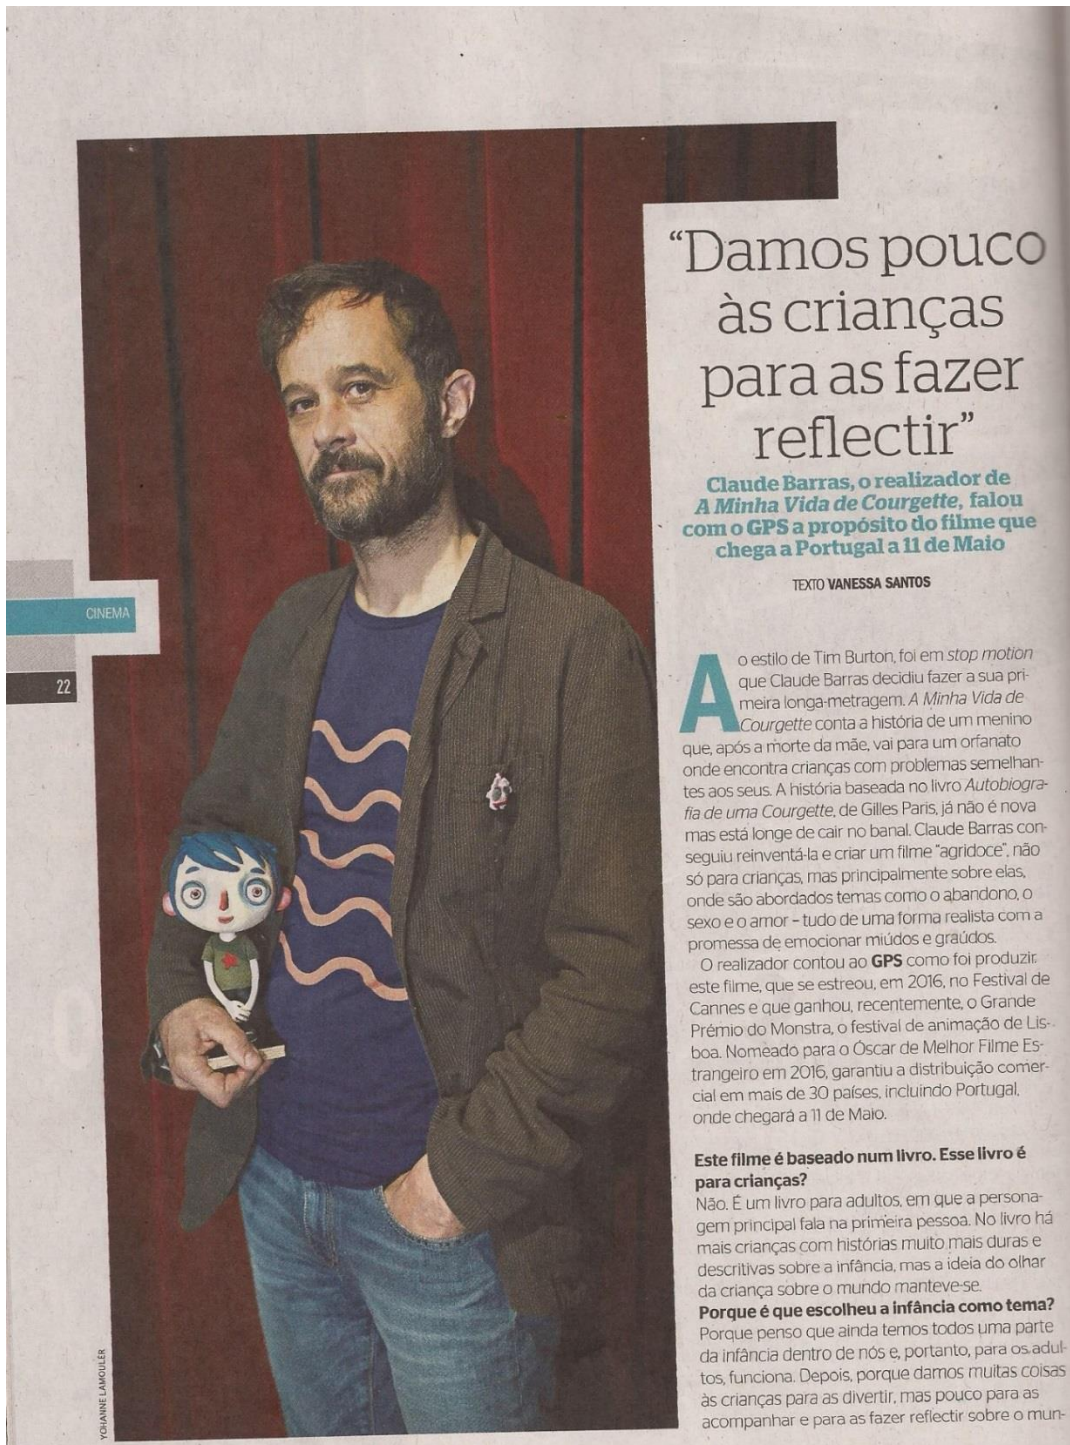 “Damos pouco
às crianças
para as fazer
reflectir”
Claude Barras, o realizador de
A Minha Vida de Courgette, falou
com o GPS a propósito do filme que
chega a Portugal a 11 de Maio
TEXTO VANESSA SANTOS
CINEMA
22
Ao estilo de Tim Burton, foi em stop motion
que Claude Barras decidiu fazer a sua pri-
meira longa-metragem. A Minha Vida de
Courgette conta a história de um menino
que, após a morte da mãe, vai para um orfanato
onde encontra crianças com problemas semelhan-
tes aos seus. A história baseada no livro Autobiogra-
fia de uma Courgette, de Gilles Paris, já não é nova
mas está longe de cair no banal. Claude Barras con-
seguiu reinventá-la e criar um filme “agridoce”, não
só para crianças, mas principalmente sobre elas,
onde são abordados temas como o abandono, o
sexo e o amor – tudo de uma forma realista com a
promessa de emocionar miúdos e graúdos.
O realizador contou ao GPS como foi produzir
este filme, que se estreou, em 2016, no Festival de
Cannes e que ganhou, recentemente, o Grande
Prémio do Monstra, o festival de animação de Lis-
boa. Nomeado para o Óscar de Melhor Filme Es-
trangeiro em 2016, garantiu a distribuição comer-
cial em mais de 30 países, incluindo Portugal,
onde chegará a 11 de Maio.
Este filme é baseado num livro. Esse livro é
para crianças?
Não. É um livro para adultos, em que a persona-
gem principal fala na primeira pessoa. No livro há
mais crianças com histórias muito mais duras e
descritivas sobre a infância, mas a ideia do olhar
da criança sobre o mundo manteve-se.
Porque é que escolheu a infância como tema?
Porque penso que ainda temos todos uma parte
da infância dentro de nós e, portanto, para os adul-
tos, funciona. Depois, porque damos muitas coisas
às crianças para as divertir, mas pouco para as
acompanhar e para as fazer reflectir sobre o mun-
YOHANNE LAMOULÈR